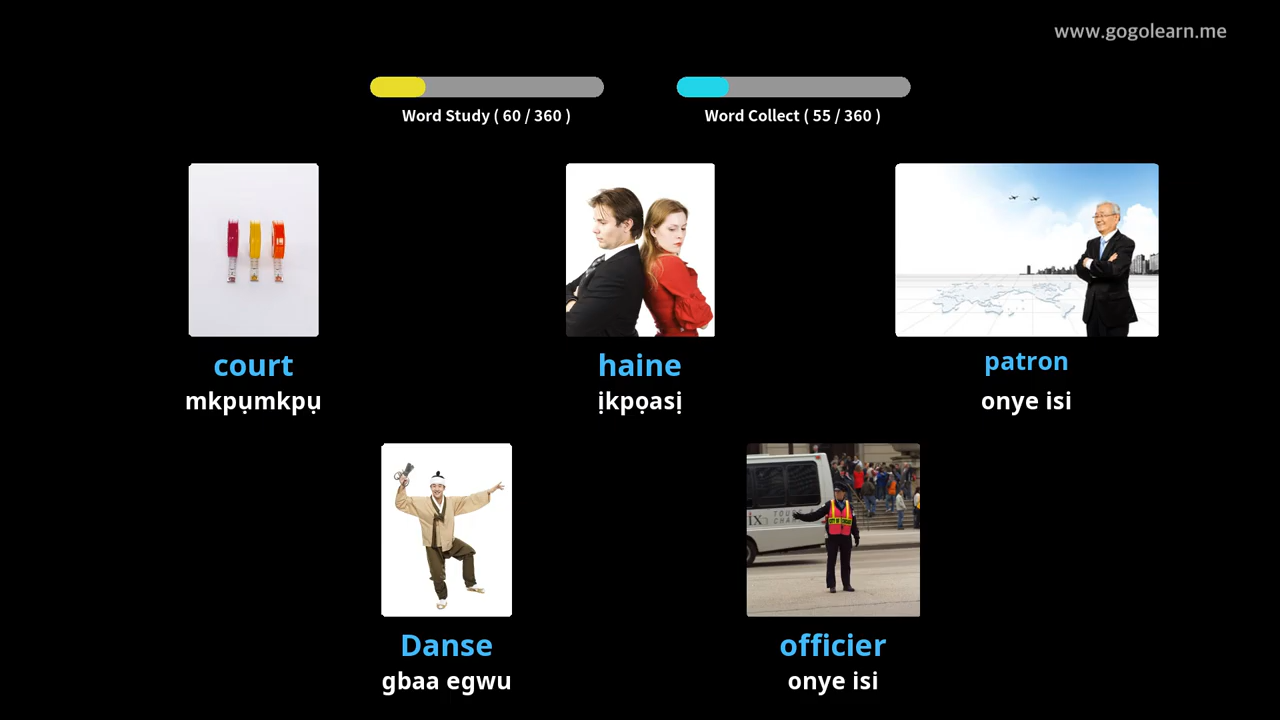 www.gogolearn.me
Word Study ( 60 / 360 )
Word Collect ( 55 / 360 )
court
mkpụmkpụ
haine
ịkpọasị
patron
onye isi
Danse
gbaa egwu
officier
onye isi